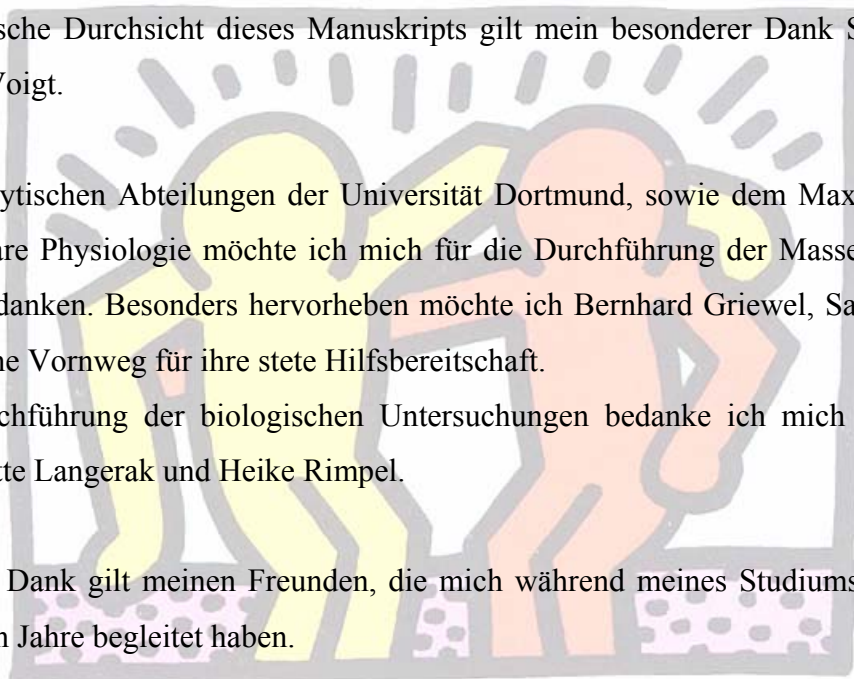 sche Durchsicht dieses Manuskripts gilt mein besonderer Dank S
Voigt.
ytischen Abteilungen der Universität Dortmund, sowie dem Max
are Physiologie möchte ich mich für die Durchführung der Masse
danken. Besonders hervorheben möchte ich Bernhard Griewel, Sa
ne Vornweg für ihre stete Hilfsbereitschaft.
chführung der biologischen Untersuchungen bedanke ich mich
tte Langerak und Heike Rimpel.
Dank gilt meinen Freunden, die mich während meines Studiums
n Jahre begleitet haben.